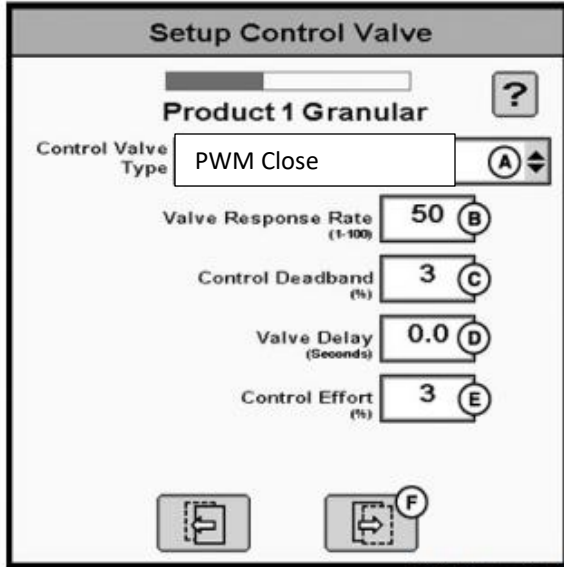 Setup Control Valve
?
Product 1 Granular
Control Valve
Type
PWM Close
A
Valve Response Rate
(1-100)
50
B
Control Deadband
(%)
3
C
Valve Delay
(Seconds)
0.0
D
Control Effort
(%)
3
E
F